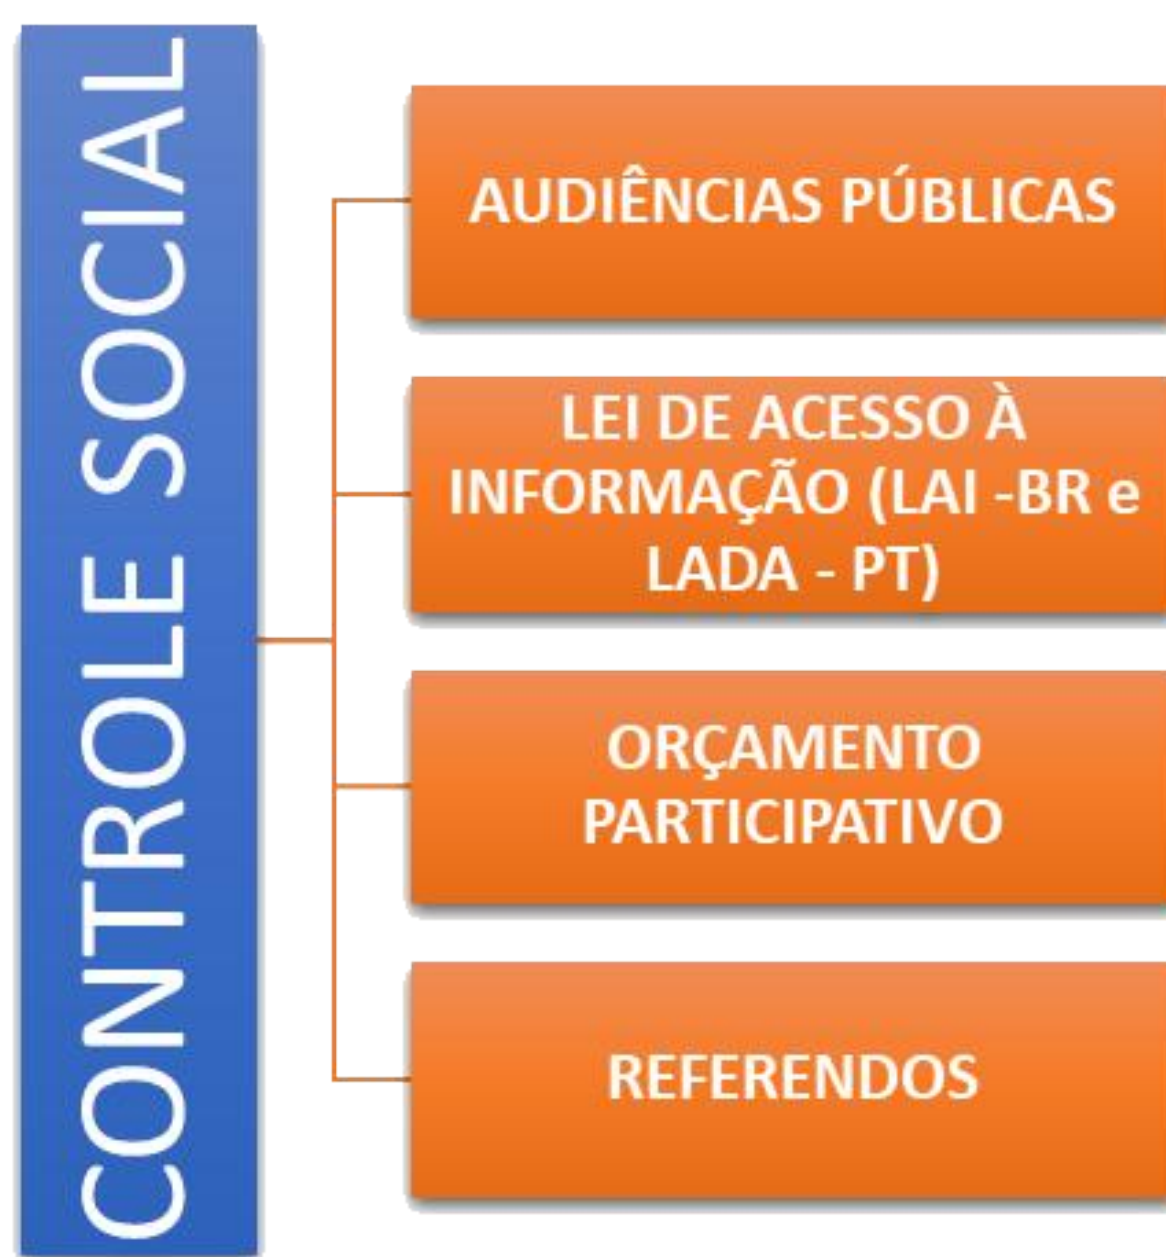 CONTROLE SOCIAL
AUDIÊNCIAS PÚBLICAS
LEI DE ACESSO À
INFORMAÇÃO (LAI -BR e
LADA - PT)
ORÇAMENTO
PARTICIPATIVO
REFERENDOS